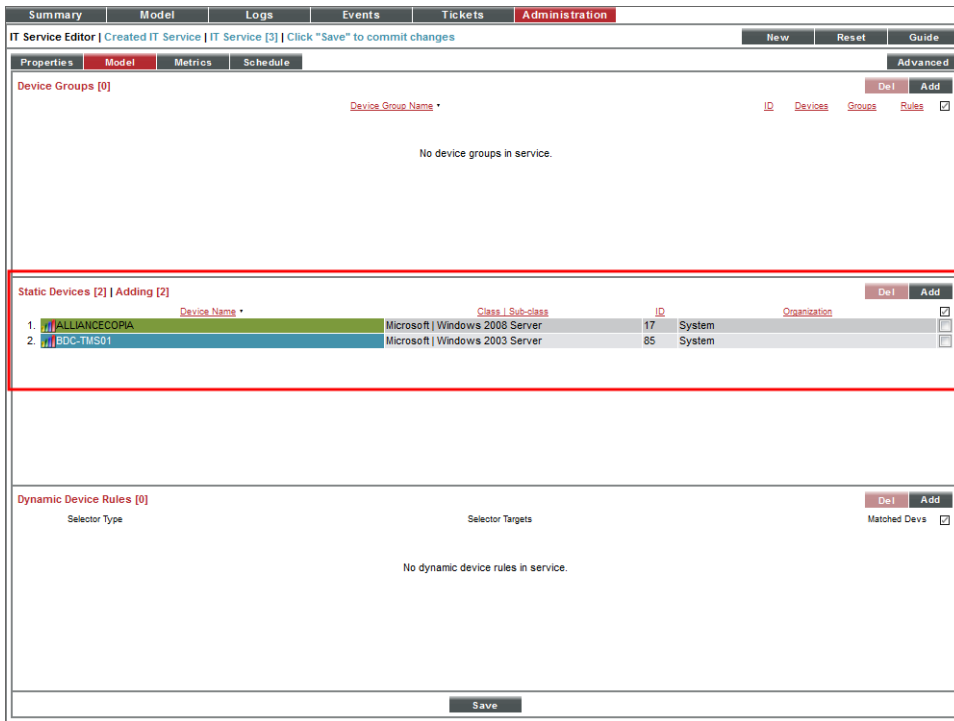 Summary Model Logs Events Tickets Administration
IT Service Editor | Created IT Service | IT Service [3] | Click "Save" to commit changes New Reset Guide
Properties Model Metrics Schedule Advanced
Device Groups [0] Del Add
Device Group Name ID Devices Groups Rules
No device groups in service.
Static Devices [2] | Adding [2] Del Add
Device Name Class | Sub-class ID Organization
1. ALLIANCECOPIA Microsoft | Windows 2008 Server 17 System
2. BDC-TMS01 Microsoft | Windows 2003 Server 85 System
Dynamic Device Rules [0] Del Add
Selector Type Selector Targets Matched Devs
No dynamic device rules in service.
Save